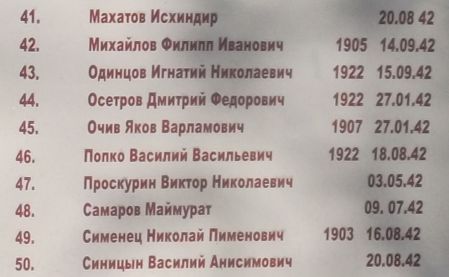 41. Махатов Исхиндир 20.08 42
42. Михайлов Филипп Иванович 1905 14.09.42
43. Одинцов Игнатий Николаевич 1922 15.09.42
44. Осетров Дмитрий Федорович 1922 27.01.42
45. Очив Яков Варламович 1907 27.01.42
46. Попко Василий Васильевич 1922 18.08.42
47. Проскурин Виктор Николаевич 03.05.42
48. Самаров Маймурат 09. 07.42
49. Сименец Николай Пименович 1903 16.08.42
50. Синицын Василий Анисимович 20.08.42